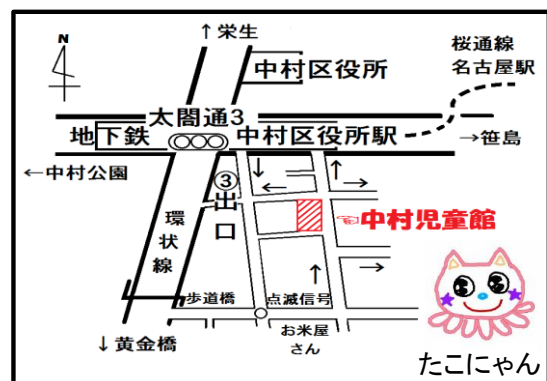 N
↑栄生
中村区役所
桜通線
名古屋駅
太閤通3
地下鉄
中村区役所駅
→笹島
←中村公園
③出口
環状線
☜中村児童館
歩道橋
点滅信号
お米屋
さん
↓黄金橋
たこにゃん